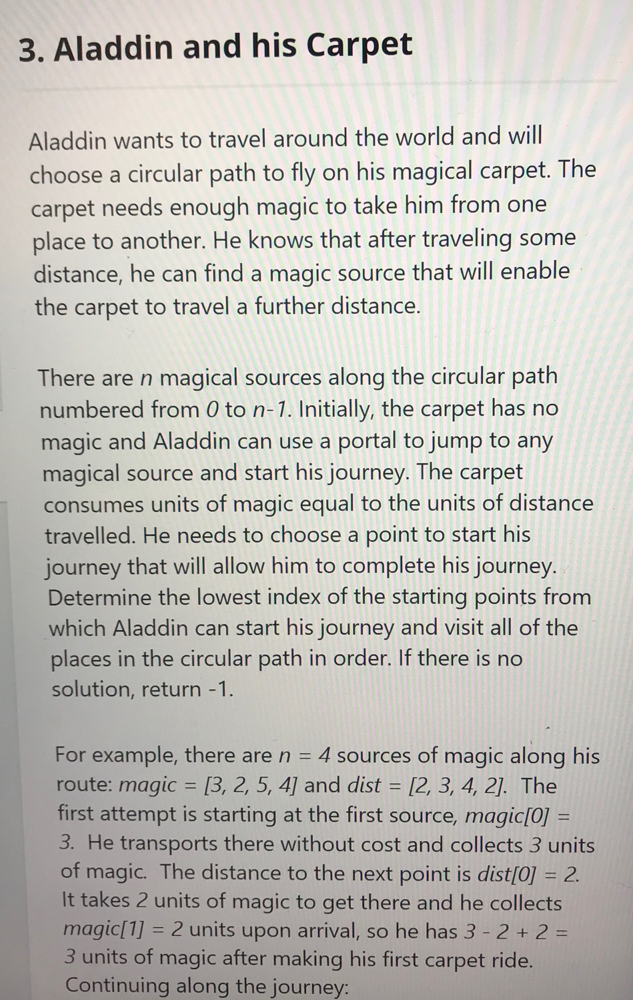 3. Aladdin and his Carpet
Aladdin wants to travel around the world and will
choose a circular path to fly on his magical carpet. The
carpet needs enough magic to take him from one
place to another. He knows that after traveling some
distance, he can find a magic source that will enable
the carpet to travel a further distance.
There are n magical sources along the circular path
numbered from 0 to n-1. Initially, the carpet has no
magic and Aladdin can use a portal to jump to any
magical source and start his journey. The carpet
consumes units of magic equal to the units of distance
travelled. He needs to choose a point to start his
journey that will allow him to complete his journey.
Determine the lowest index of the starting points from
which Aladdin can start his journey and visit all of the
places in the circular path in order. If there is no
solution, return -1.
For example, there are n = 4 sources of magic along his
route: magic = [3, 2, 5, 4] and dist = [2, 3, 4, 2]. The
first attempt is starting at the first source, magic[0] =
3. He transports there without cost and collects 3 units
of magic. The distance to the next point is dist[0] = 2.
It takes 2 units of magic to get there and he collects
magic[1] = 2 units upon arrival, so he has 3 - 2 + 2 =
3 units of magic after making his first carpet ride.
Continuing along the journey: